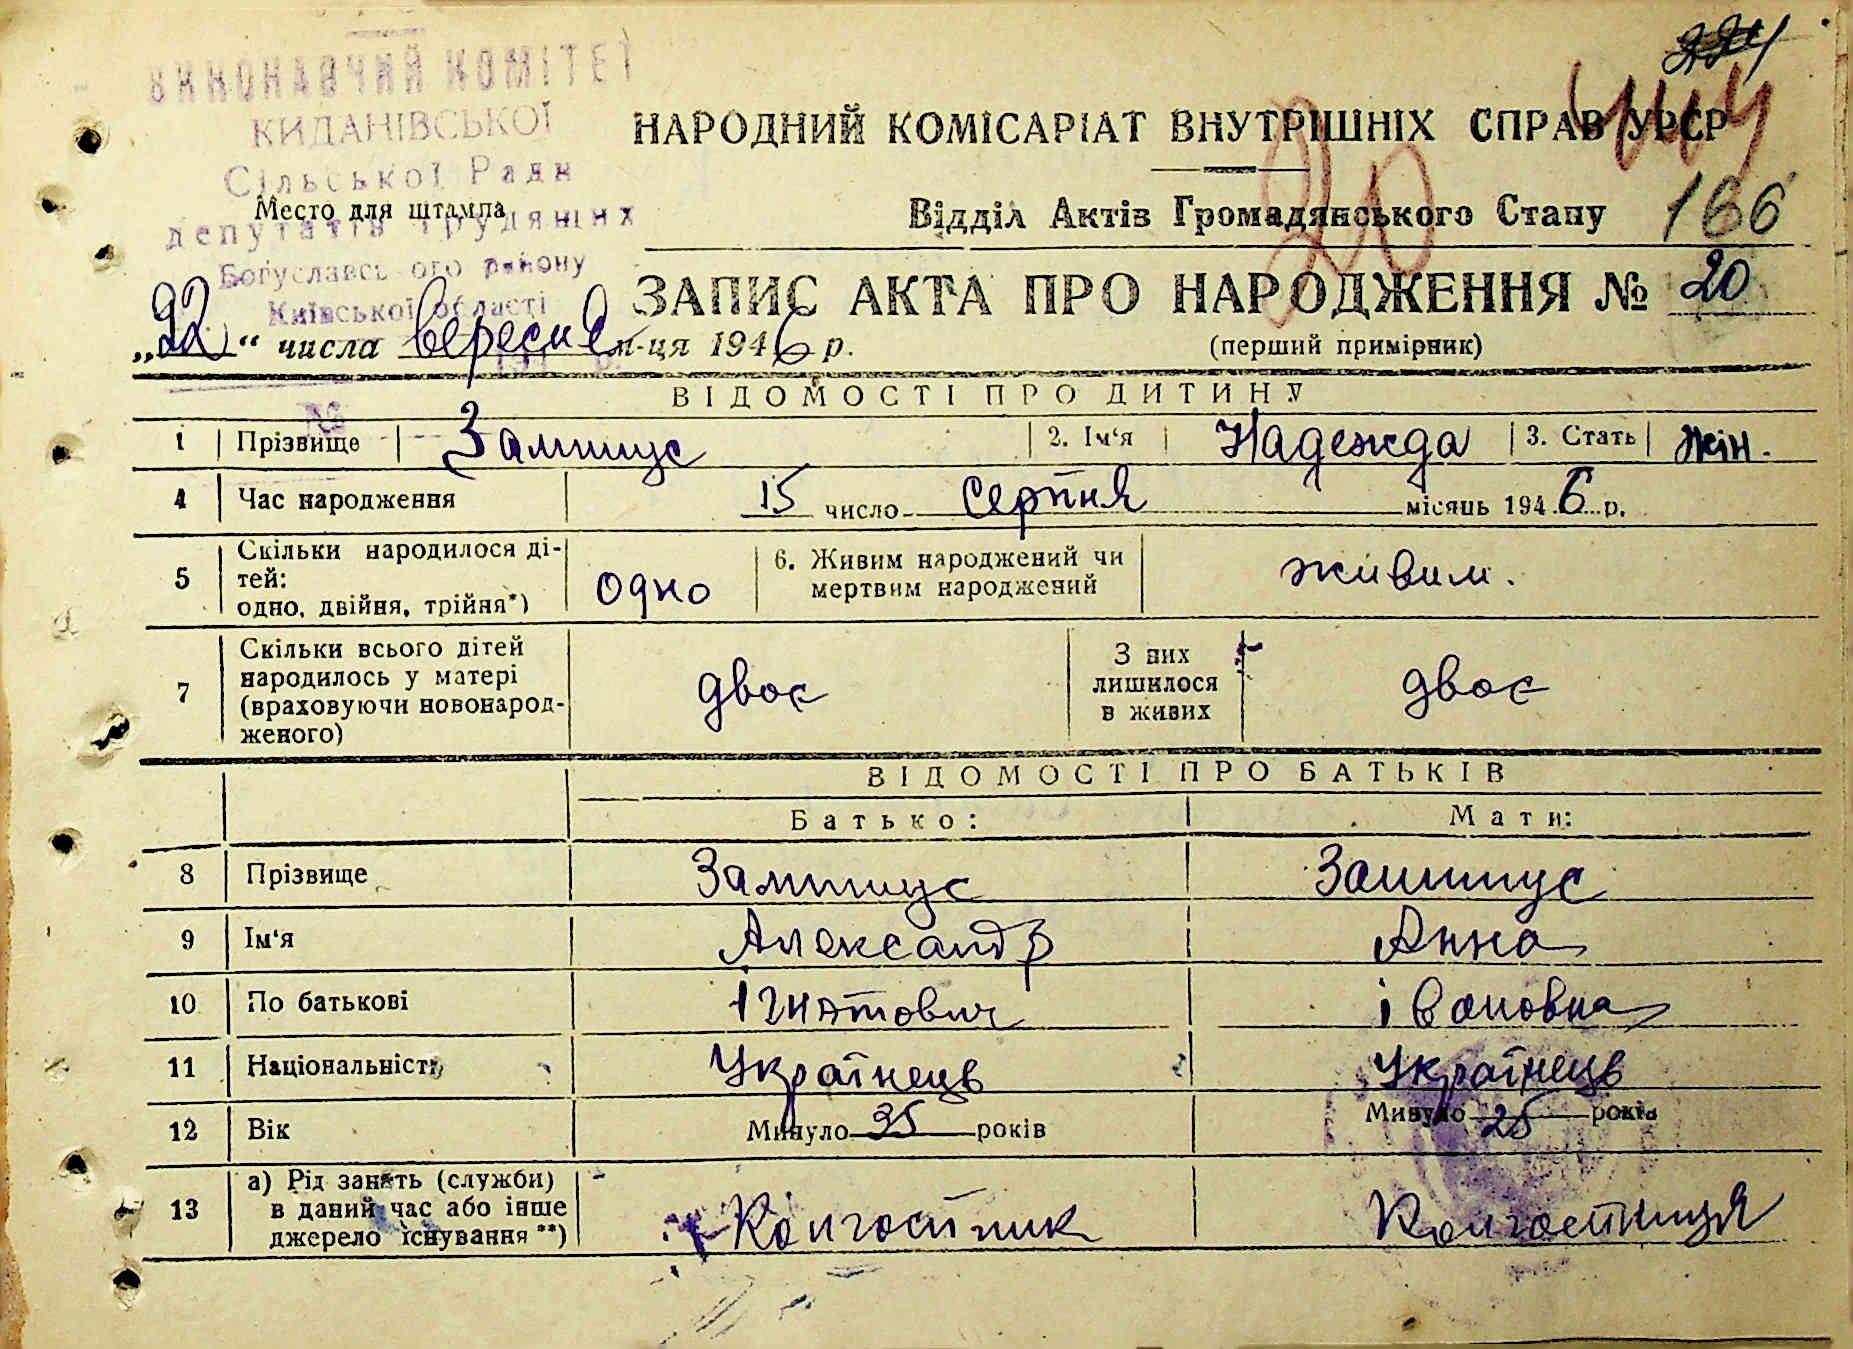 224
444
ВИКОНАВЧИЙ КОМІТЕТ
КИДАНІВСЬКОЇ
Сільської Ради
Место для штампа
депутатів трудящих
Богуславського району
Київської області
НАРОДНИЙ КОМІСАРІАТ ВНУТРІШНІХ СПРАВ УРСР
Відділ Актів Громадянського Стану 166
20
ЗАПИС АКТА ПРО НАРОДЖЕННЯ № 20
„22“ числа вересня м-ця 1946 р. (перший примірник)
194 р.
№
ВІДОМОСТІ ПРО ДИТИНУ
1 Прізвище 2. Ім‘я Надежда 3. Стать жін.
4 Час народження 15 число серпня місяць 1946 р.
5 Скільки народилося дітей: одно, двійня, трійня*) одно 6. Живим народжений чи мертвим народжений живим.
7 Скільки всього дітей народилось у матері (враховуючи новонародженого) двоє З них лишилося в живих двоє
ВІДОМОСТІ ПРО БАТЬКІВ
Батько: Мати:
8 Прізвище
9 Ім‘я Александр Анна
10 По батькові Ігнатович Івановна
11 Національність Українець Українець
12 Вік Минуло 35 років Минуло 25 років
13 а) Рід занять (служби) в даний час або інше джерело існування **) Колгоспник Колгоспниця